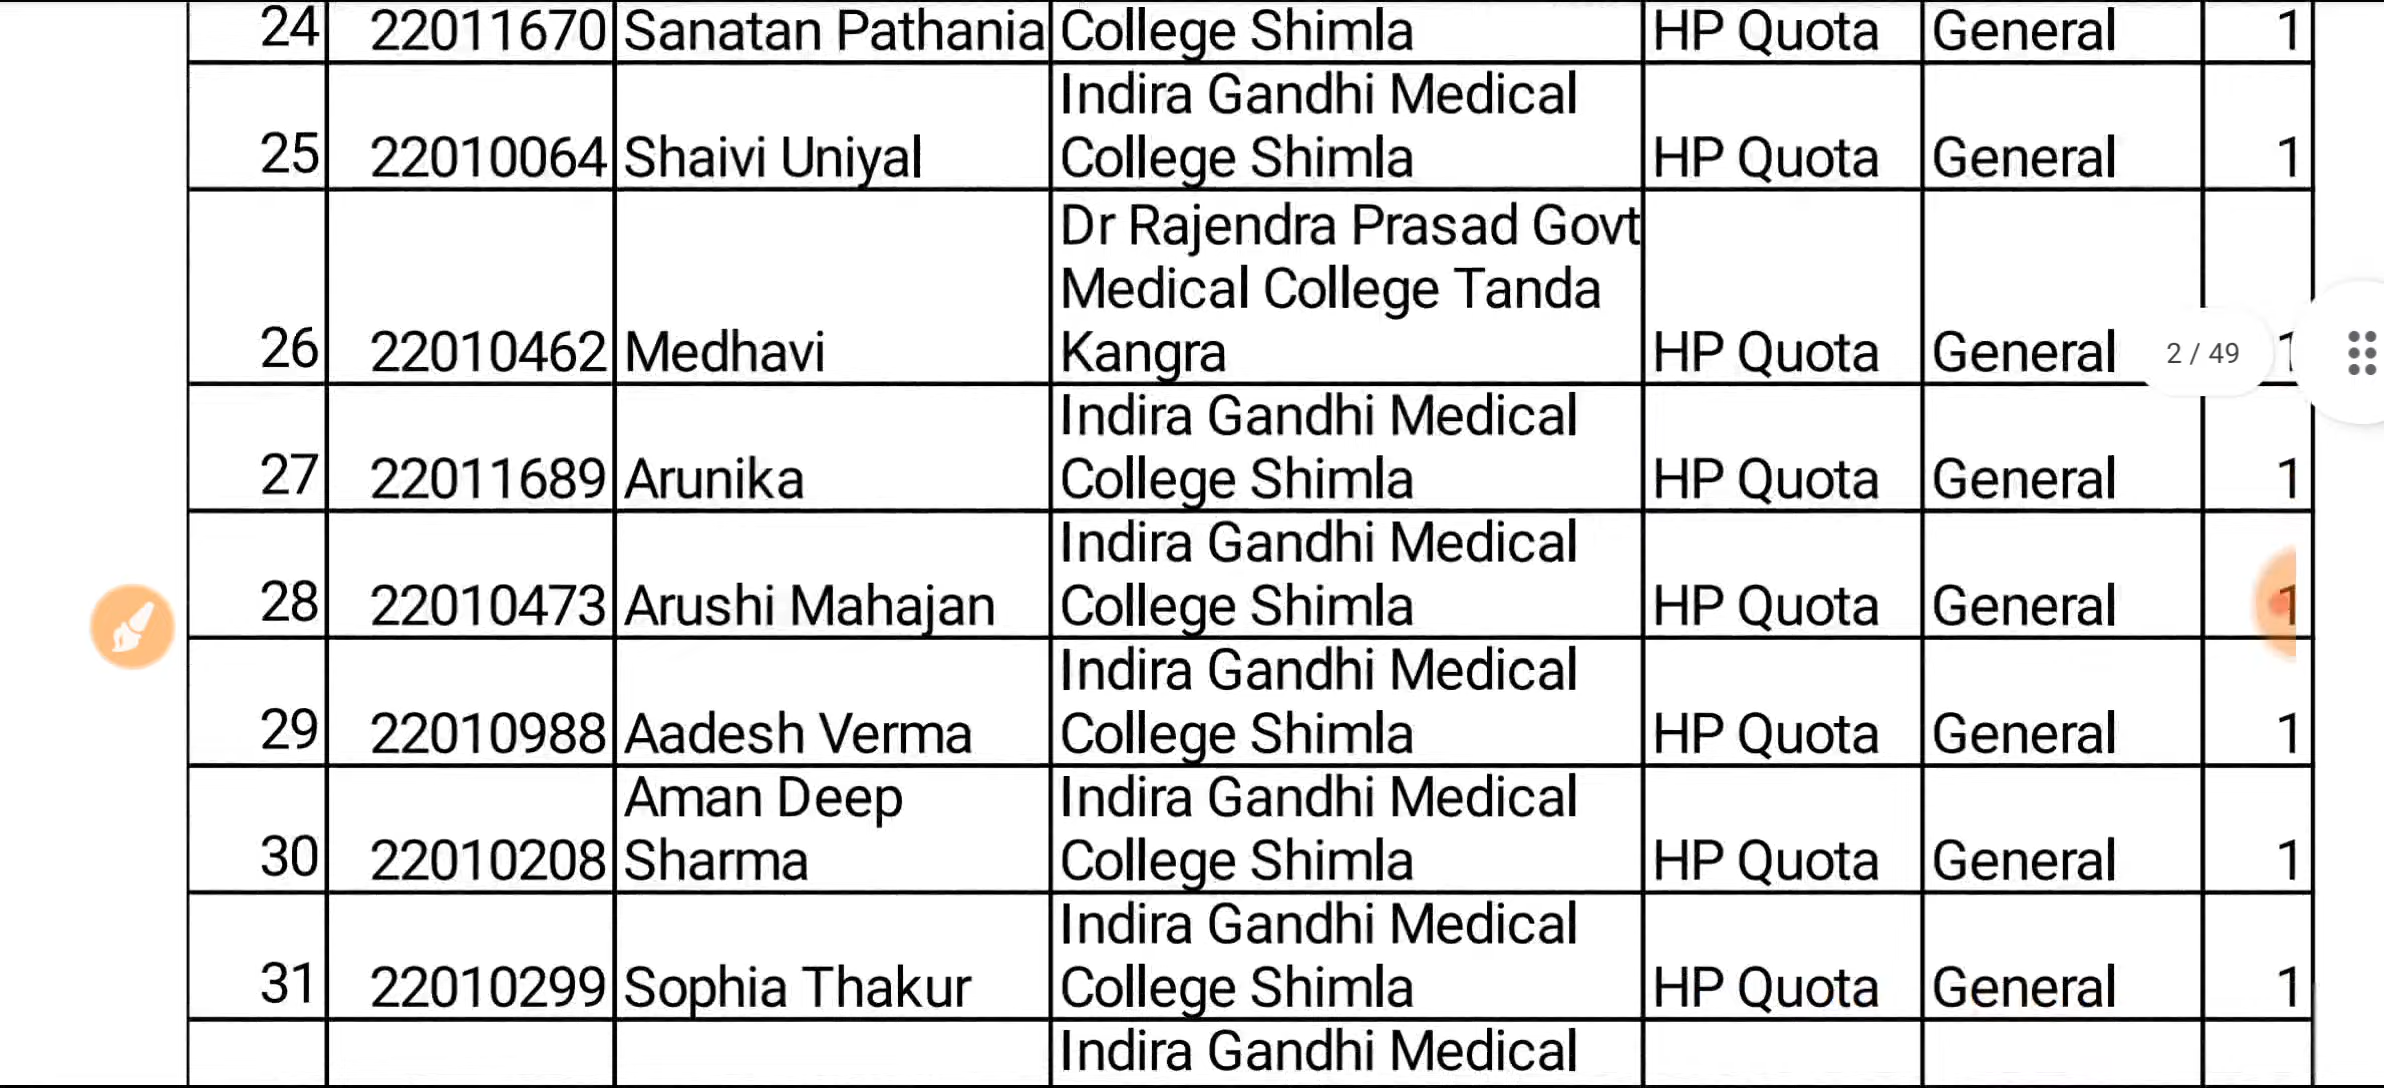 24 22011670 Sanatan Pathania College Shimla HP Quota General 1
Indira Gandhi Medical
25 22010064 Shaivi Uniyal College Shimla HP Quota General 1
Dr Rajendra Prasad Govt
Medical College Tanda
26 22010462 Medhavi Kangra HP Quota General 2 / 49 1
Indira Gandhi Medical
27 22011689 Arunika College Shimla HP Quota General 1
Indira Gandhi Medical
28 22010473 Arushi Mahajan College Shimla HP Quota General 1
Indira Gandhi Medical
29 22010988 Aadesh Verma College Shimla HP Quota General 1
Aman Deep Indira Gandhi Medical
30 22010208 Sharma College Shimla HP Quota General 1
Indira Gandhi Medical
31 22010299 Sophia Thakur College Shimla HP Quota General 1
Indira Gandhi Medical